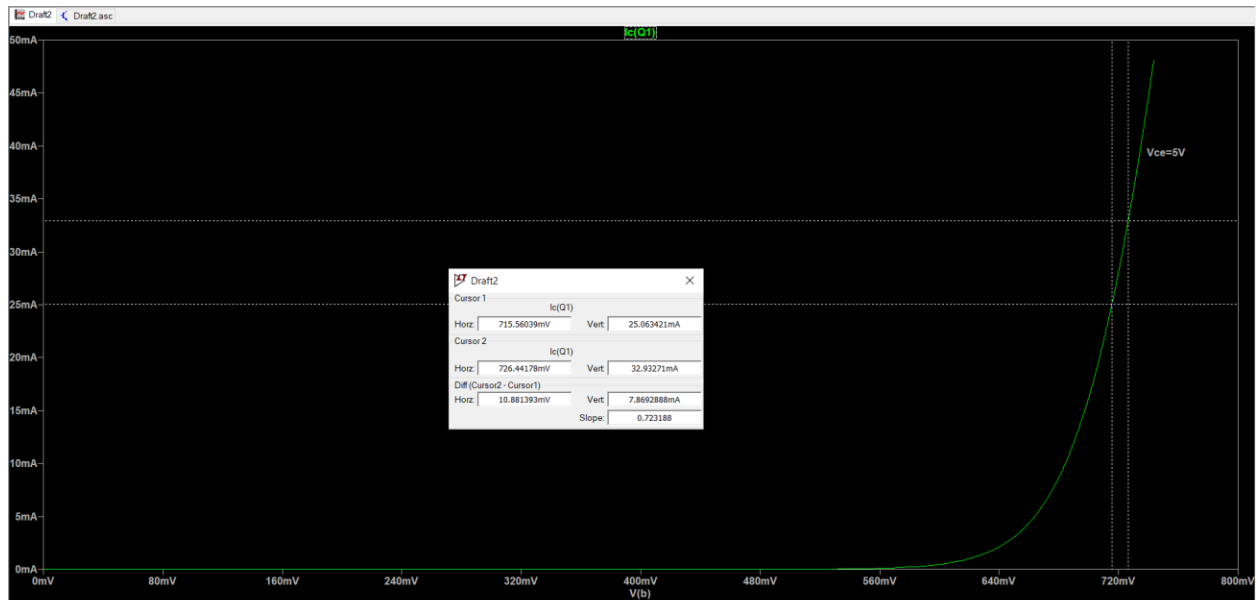 Draft2 Draft2.asc
Ic(Q1)
50mA
45mA
40mA
Vce=5V
35mA
30mA
Draft2
Cursor 1
Ic(Q1)
Horz: 715.56039mV Vert: 25.063421mA
Cursor 2
Ic(Q1)
Horz: 726.44178mV Vert: 32.93271mA
Diff (Cursor2 - Cursor1)
Horz: 10.881393mV Vert: 7.8692888mA
Slope: 0.723188
25mA
20mA
15mA
10mA
5mA
0mA
0mV 80mV 160mV 240mV 320mV 400mV 480mV 560mV 640mV 720mV 800mV
V(b)